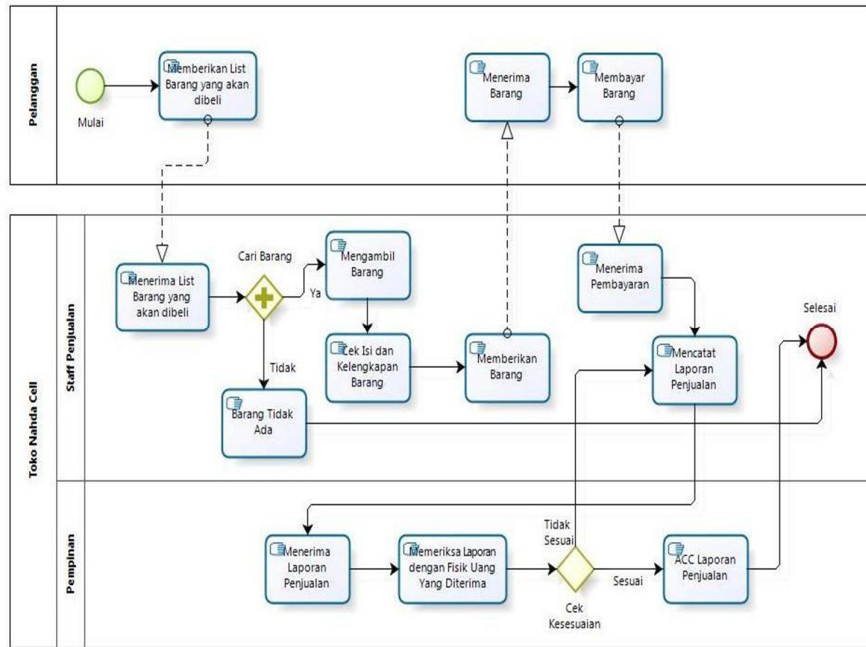 Pelanggan
Mulai
Memberikan List
Barang yang akan
dibeli
Menerima
Barang
Membayar
Barang
Toko Nahda Cell
Staff Penjualan
Menerima List
Barang yang
akan dibeli
Cari Barang
Ya
Tidak
Mengambil
Barang
Cek Isi dan
Kelengkapan
Barang
Memberikan
Barang
Barang Tidak
Ada
Menerima
Pembayaran
Mencatat
Laporan
Penjualan
Selesai
Pempinan
Menerima
Laporan
Penjualan
Memeriksa Laporan
dengan Fisik Uang
Yang Diterima
Tidak
Sesuai
Cek
Kesesuaian
Sesuai
ACC Laporan
Penjualan